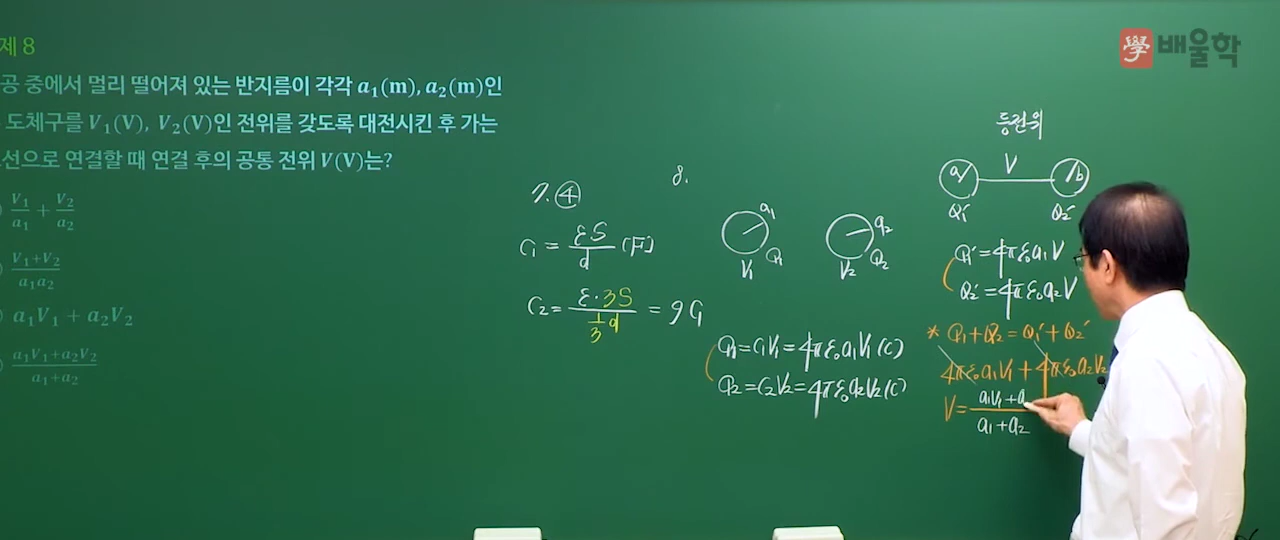 제 8
공 중에서 멀리 떨어져 있는 반지름이 각각 a₁(m), a₂(m)인
도체구를 V₁(V), V₂(V)인 전위를 갖도록 대전시킨 후 가는
선으로 연결할 때 연결 후의 공통 전위 V(V)는?
V₁/a₁ + V₂/a₂
(V₁+V₂)/(a₁a₂)
a₁V₁ + a₂V₂
(a₁V₁+a₂V₂)/(a₁+a₂)
7. ④
C₁ = εS/d (F)
C₂ = ε·3S/(1/3 d) = 9C₁
8.
a₁ a₂
Q₁ Q₂
V₁ V₂
Q₁=C₁V₁=4πε₀a₁V₁(C)
Q₂=C₂V₂=4πε₀a₂V₂(C)
등전위
V
a b
Q₁′ Q₂′
Q₁′=4πε₀a₁V
Q₂′=4πε₀a₂V
* Q₁+Q₂=Q₁′+Q₂′
4πε₀a₁V₁+4πε₀a₂V₂
V=(a₁V₁+a)/(a₁+a₂)
學 배울학